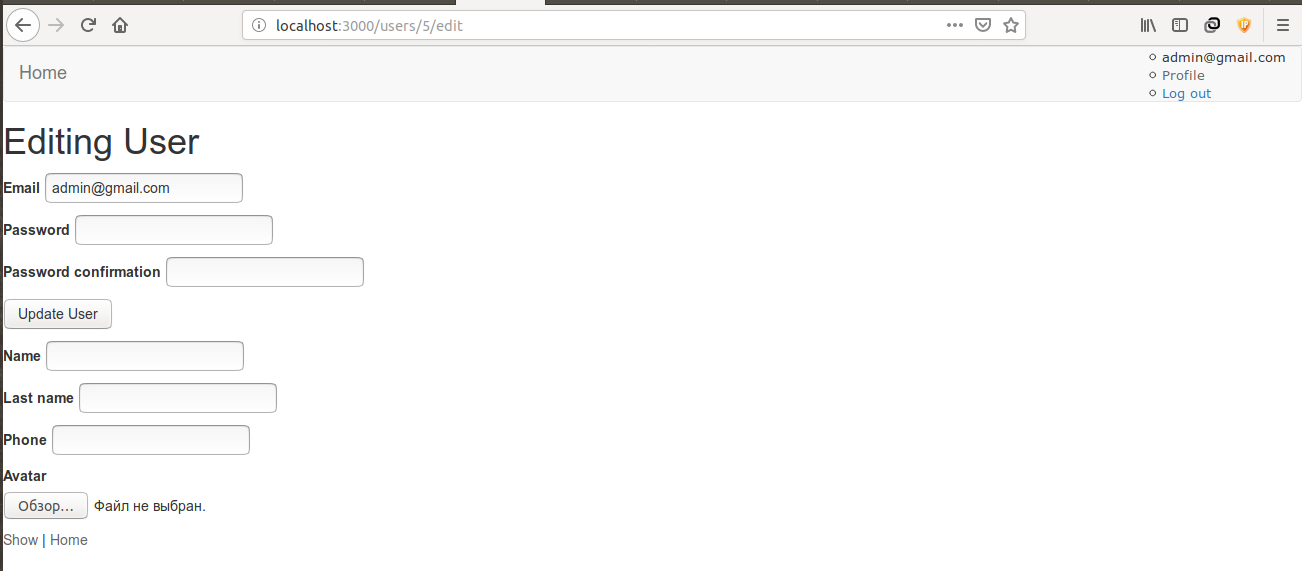 localhost:3000/users/5/edit
Home
admin@gmail.com
Profile
Log out
Editing User
Email admin@gmail.com
Password
Password confirmation
Update User
Name
Last name
Phone
Avatar
Обзор... Файл не выбран.
Show | Home